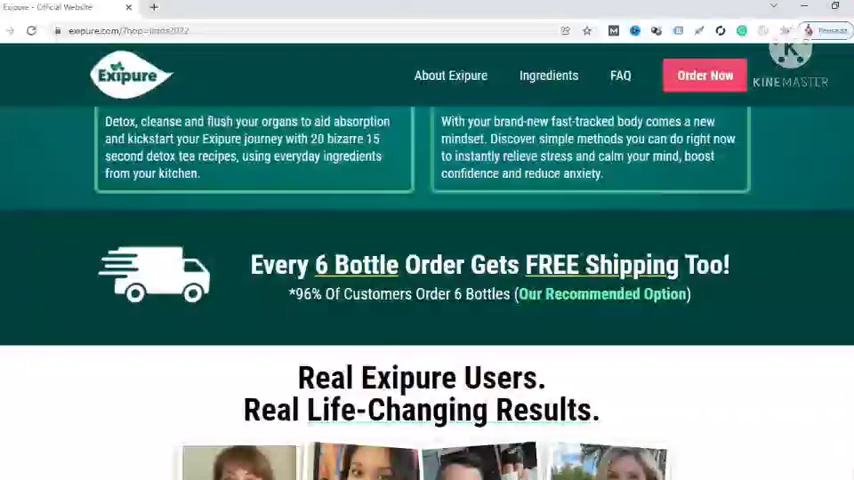 Exipure - Official Website
exipure.com/?hop=
Exipure
About Exipure
Ingredients
FAQ
Order Now
KINEMASTER
Detox, cleanse and flush your organs to aid absorption
and kickstart your Exipure journey with 20 bizarre 15
second detox tea recipes, using everyday ingredients
from your kitchen.
With your brand-new fast-tracked body comes a new
mindset. Discover simple methods you can do right now
to instantly relieve stress and calm your mind, boost
confidence and reduce anxiety.
Every 6 Bottle Order Gets FREE Shipping Too!
*96% Of Customers Order 6 Bottles (Our Recommended Option)
Real Exipure Users.
Real Life-Changing Results.